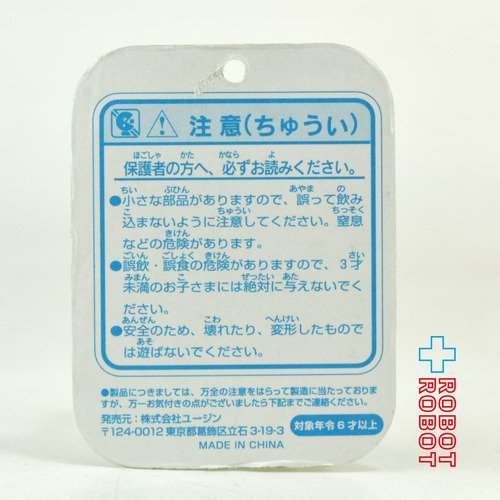 注意(ちゅうい)
ほごしゃ かた かなら よ
保護者の方へ、必ずお読みください。
ちい ぶひん あやま の
●小さな部品がありますので、誤って飲み
こ ちゅうい ちっそく
込まないように注意してください。窒息
きけん
などの危険があります。
ごいん ごしょく きけん さい
●誤飲・誤食の危険がありますので、3才
みまん こ ぜったい あた
未満のお子さまには絶対に与えないでく
ださい。
あんぜん こわ へんけい
●安全のため、壊れたり、変形したもので
あそ
は遊ばないでください。
●製品につきましては、万全の注意をはらって製造に当たっておりま
すが、万一お気付きの点がございましたら下記までご連絡ください。
発売元:株式会社ユージン
〒124-0012 東京都葛飾区立石 3-19-3
対象年令6才以上
MADE IN CHINA
ROBOT
ROBOT